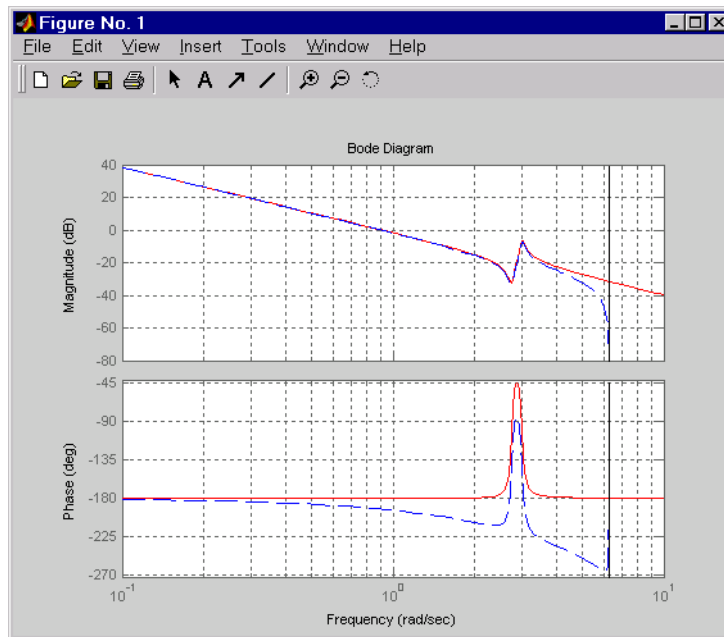 Figure No. 1
File Edit View Insert Tools Window Help
A
Bode Diagram
Magnitude (dB)
40
20
0
-20
-40
-60
-80
Phase (deg)
-45
-90
-135
-180
-225
-270
10^-1 10^0 10^1
Frequency (rad/sec)